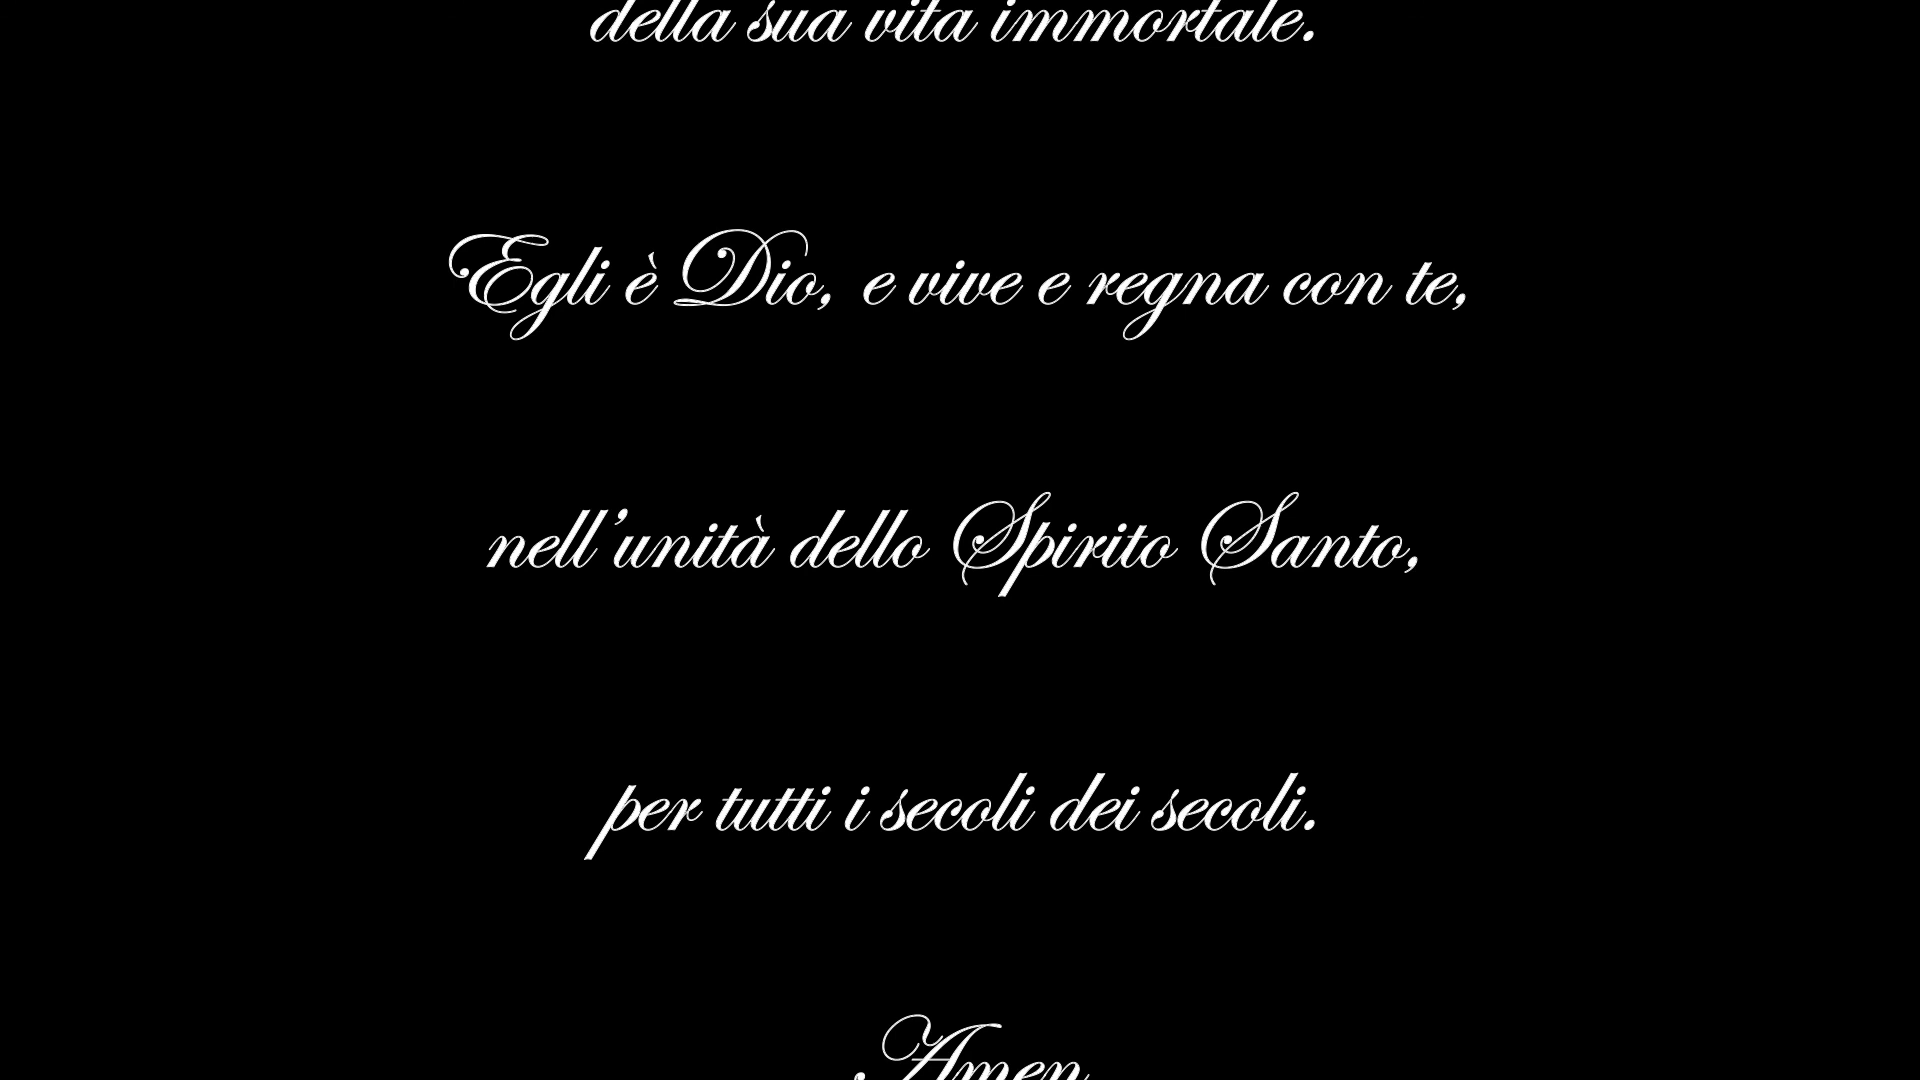 della sua vita immortale.
Egli è Dio, e vive e regna con te,
nell'unità dello Spirito Santo,
per tutti i secoli dei secoli.
Amen